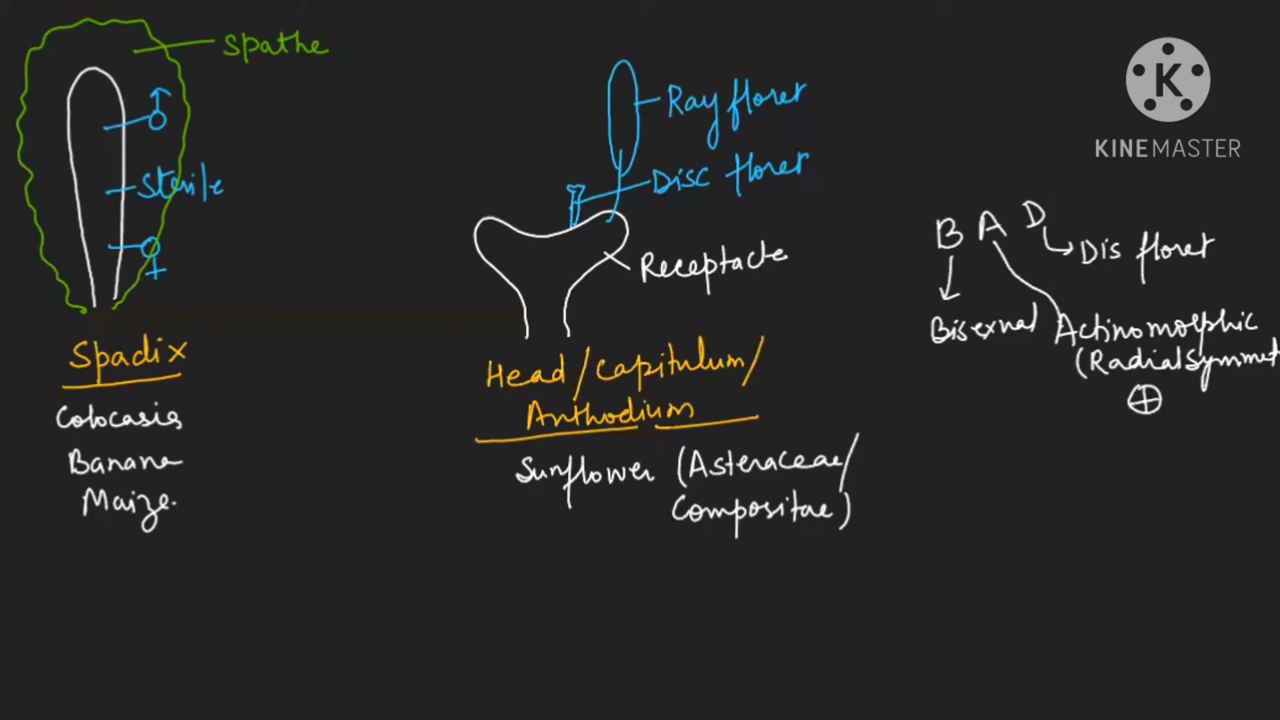 Spathe
♂
Sterile
♀
Spadix
Colocasia
Banana
Maize.
Ray floret
Disc floret
Receptacle
Head/Capitulum/
Anthodium
Sunflower (Asteraceae/
Compositae)
K
KINEMASTER
B A D
Dis floret
Bisexual
Actinomorphic
(Radial Symmet
⊕